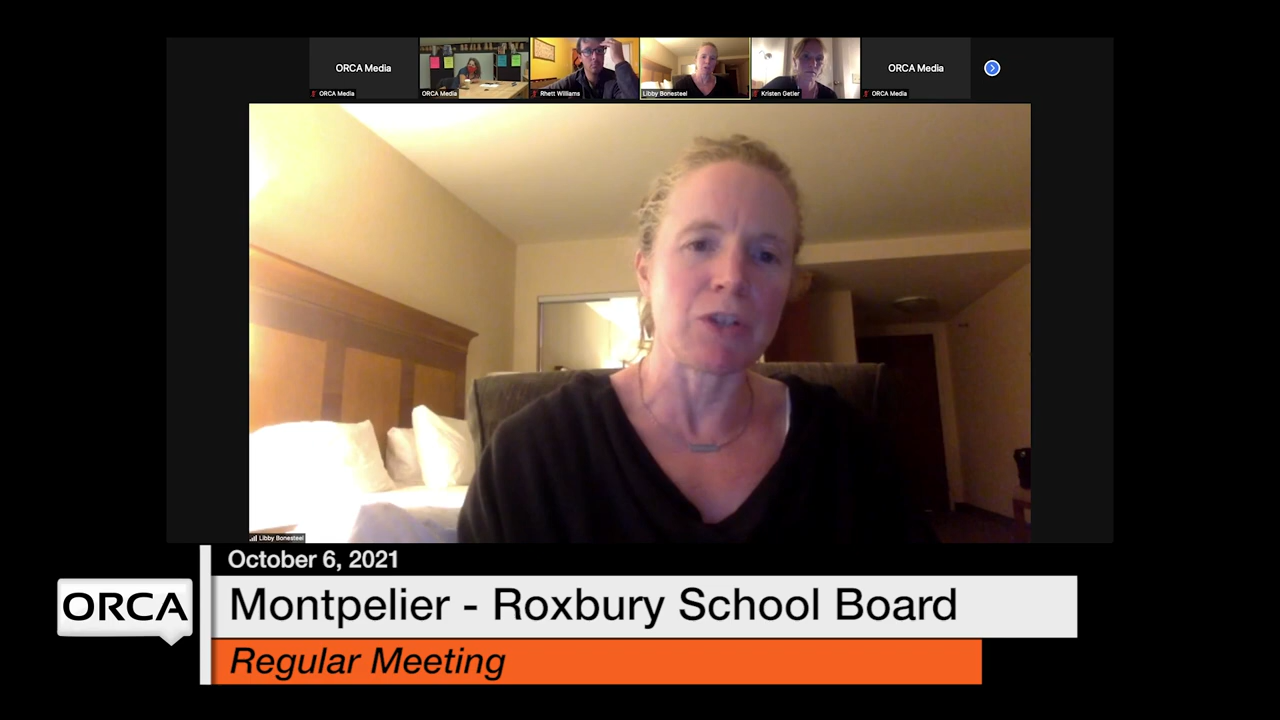 ORCA Media
ORCA Media
ORCA Media
ORCA Media
Rhett Williams
Libby Bonesteel
Kristen Getler
ORCA Media
Libby Bonesteel
October 6, 2021
ORCA
Montpelier - Roxbury School Board
Regular Meeting